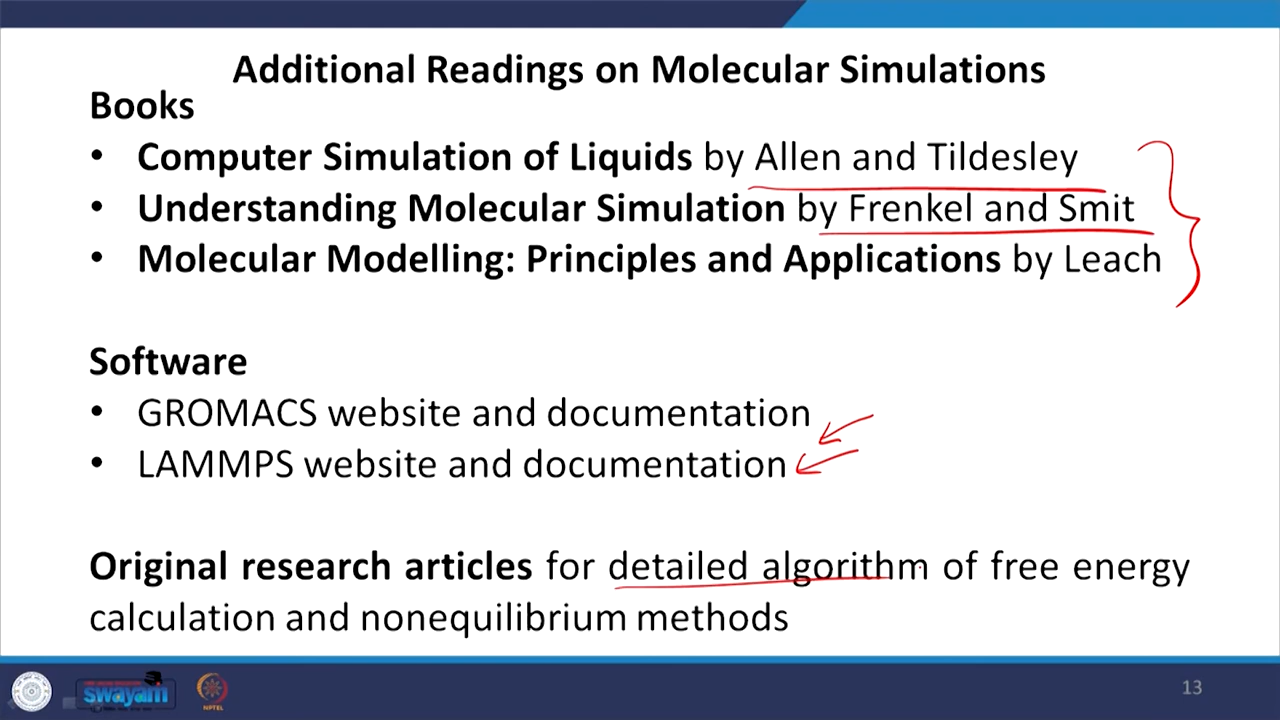 Additional Readings on Molecular Simulations
Books
• Computer Simulation of Liquids by Allen and Tildesley
• Understanding Molecular Simulation by Frenkel and Smit
• Molecular Modelling: Principles and Applications by Leach
Software
• GROMACS website and documentation
• LAMMPS website and documentation
Original research articles for detailed algorithm of free energy
calculation and nonequilibrium methods
swayam
NPTEL
13